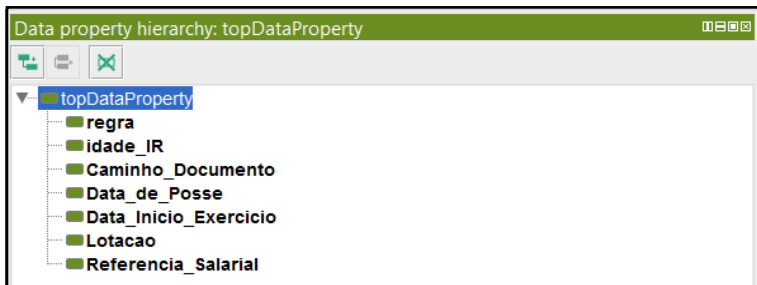 Data property hierarchy: topDataProperty
topDataProperty
regra
idade_IR
Caminho_Documento
Data_de_Posse
Data_Inicio_Exercicio
Lotacao
Referencia_Salarial